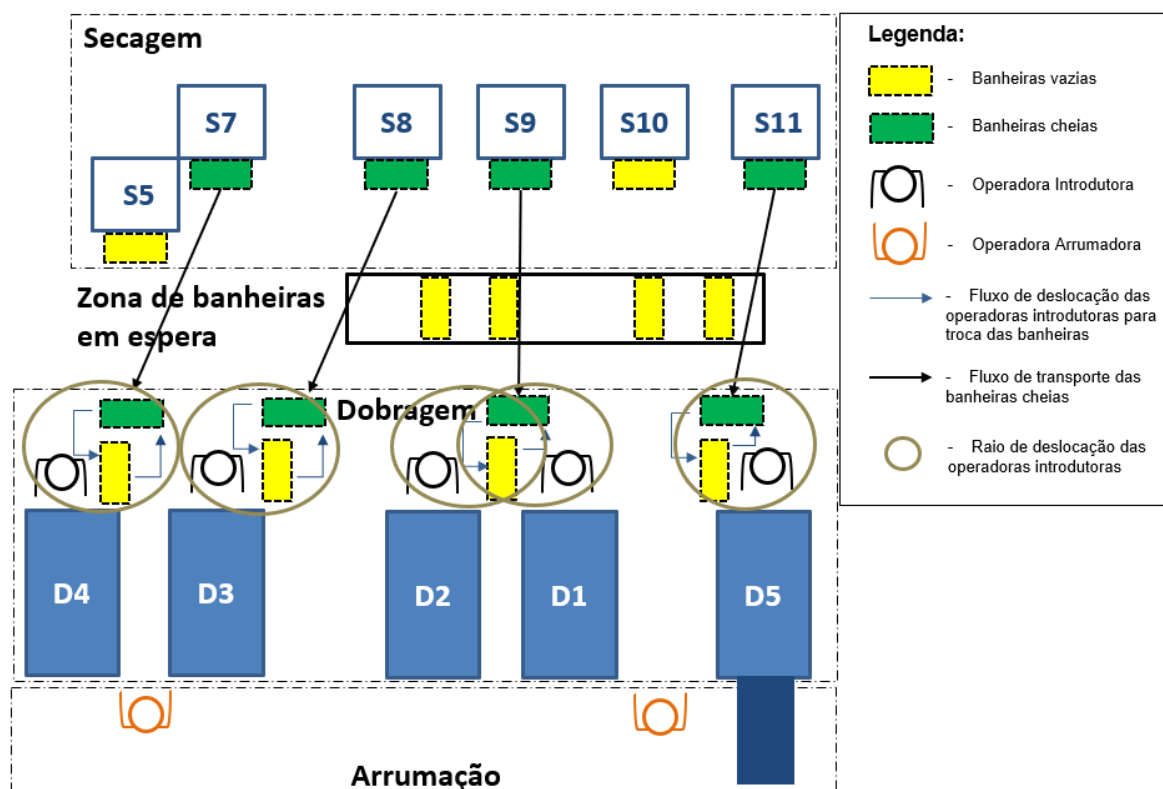 Secagem
S7
S8
S9
S10
S11
S5
Zona de banheiras
em espera
Dobragem
D4
D3
D2
D1
D5
Arrumação
Legenda:
- Banheiras vazias
- Banheiras cheias
- Operadora Introdutora
- Operadora Arrumadora
- Fluxo de deslocação das
operadoras introdutoras para
troca das banheiras
- Fluxo de transporte das
banheiras cheias
- Raio de deslocação das
operadoras introdutoras